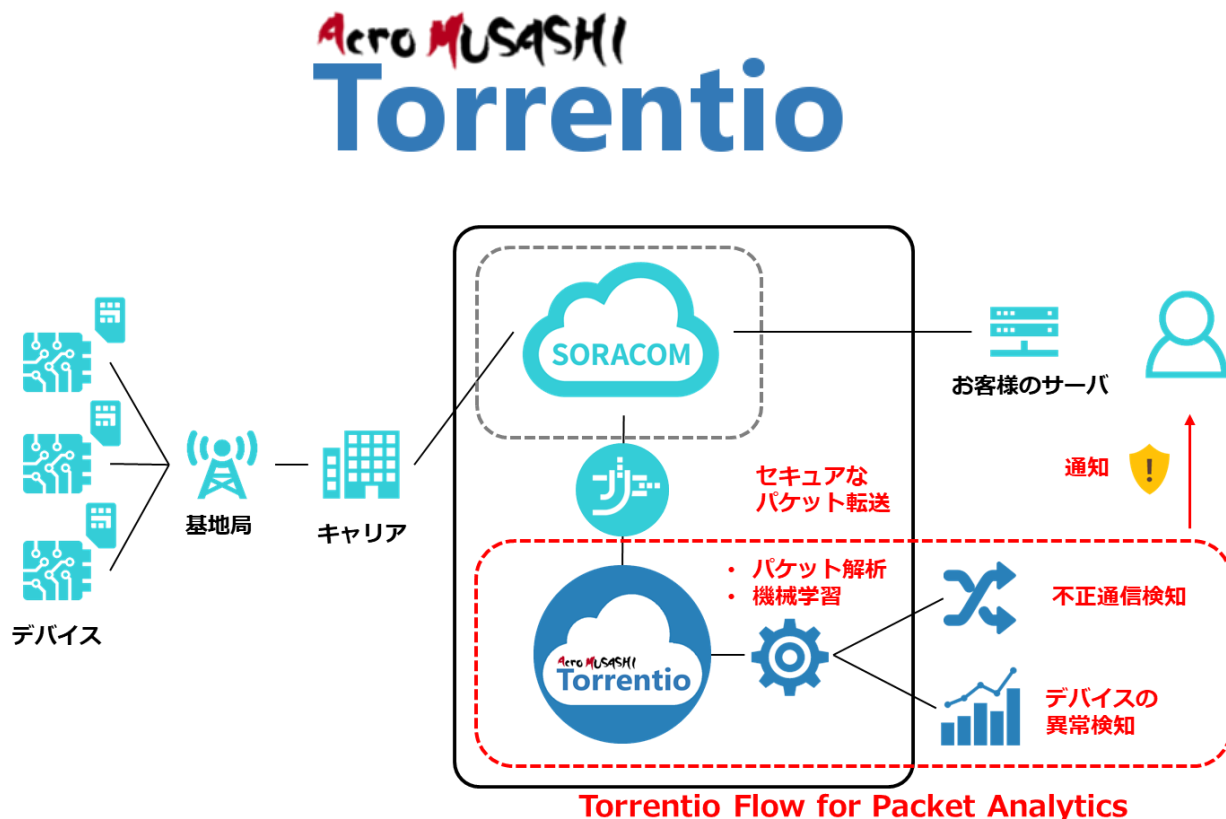 Acro MUSASHI
Torrentio
SORACOM
お客様のサーバ
基地局
キャリア
デバイス
セキュアな
パケット転送
通知
!
• パケット解析
• 機械学習
不正通信検知
Acro MUSASHI
Torrentio
デバイスの
異常検知
Torrentio Flow for Packet Analytics